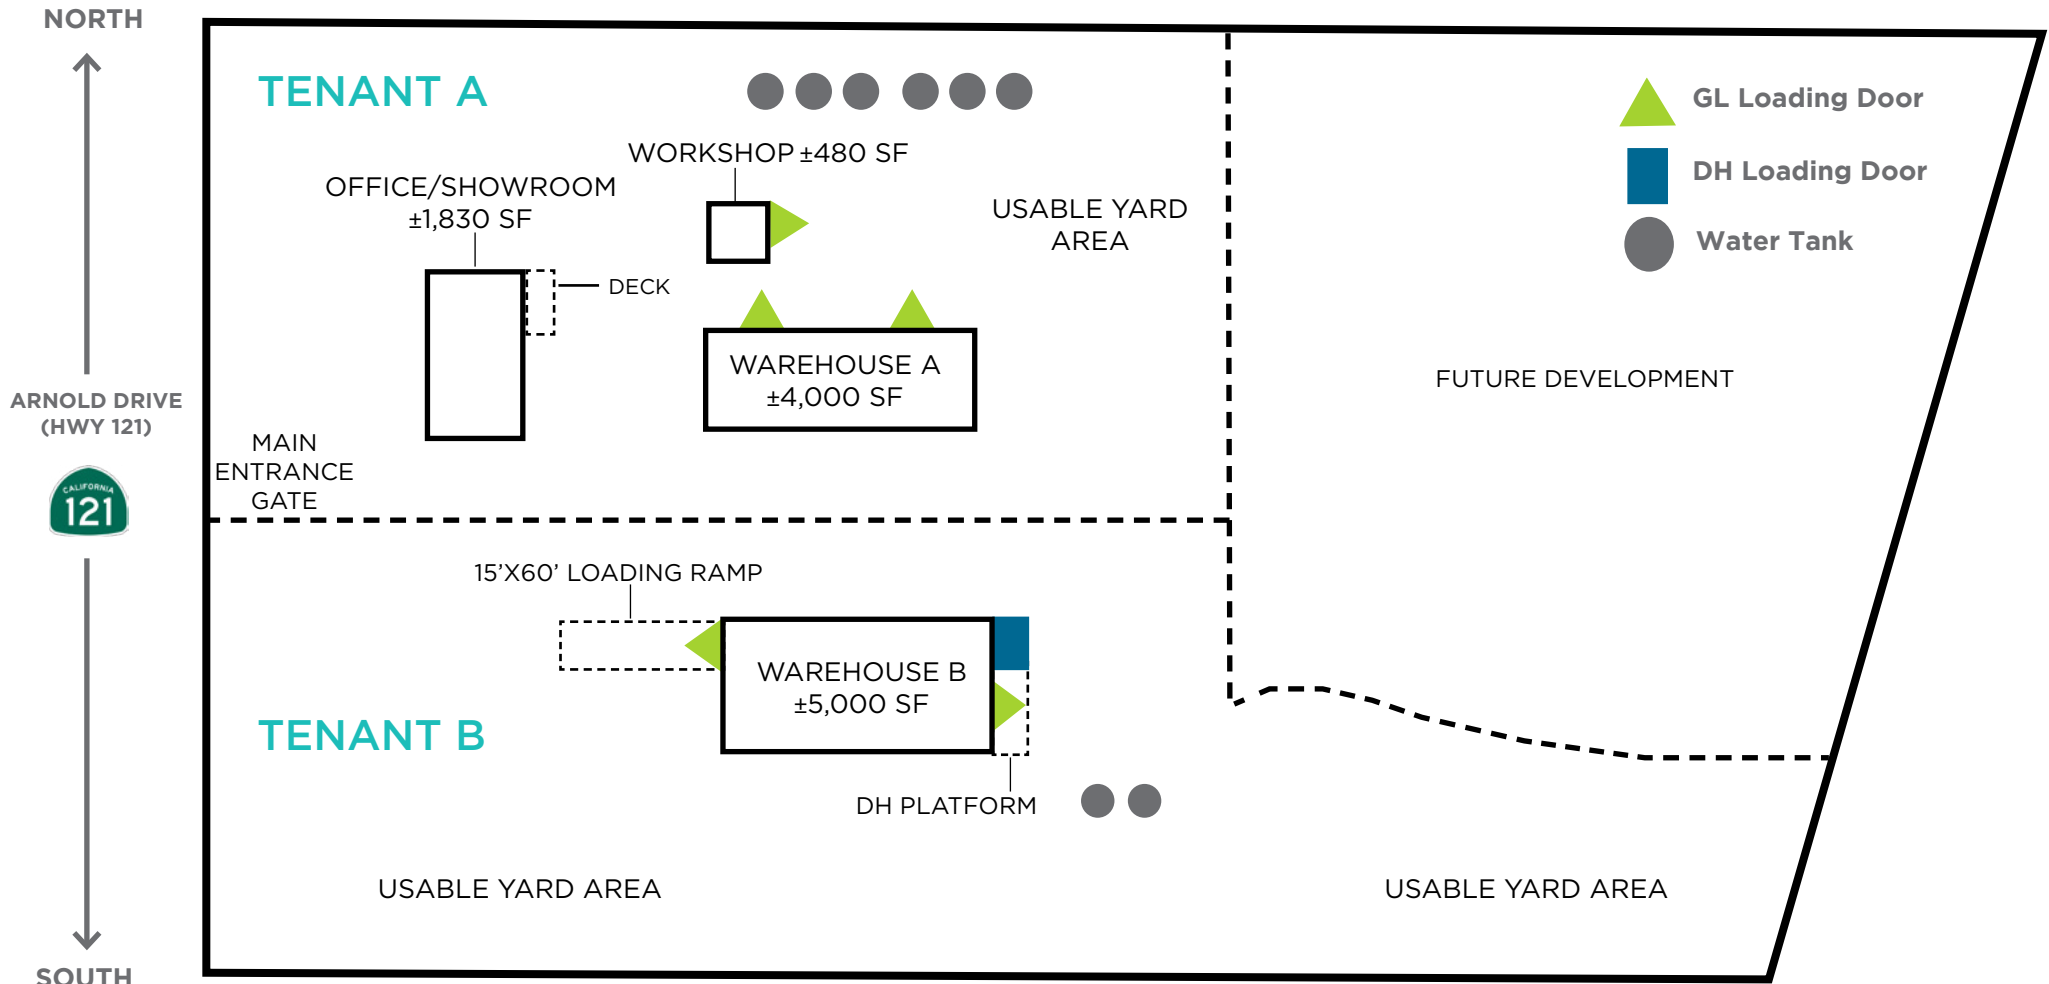 NORTH
ARNOLD DRIVE
(HWY 121)
CALIFORNIA
121
SOUTH
TENANT A
WORKSHOP ±480 SF
OFFICE/SHOWROOM
±1,830 SF
DECK
USABLE YARD
AREA
WAREHOUSE A
±4,000 SF
MAIN
ENTRANCE
GATE
GL Loading Door
DH Loading Door
Water Tank
FUTURE DEVELOPMENT
15’X60’ LOADING RAMP
WAREHOUSE B
±5,000 SF
TENANT B
DH PLATFORM
USABLE YARD AREA
USABLE YARD AREA